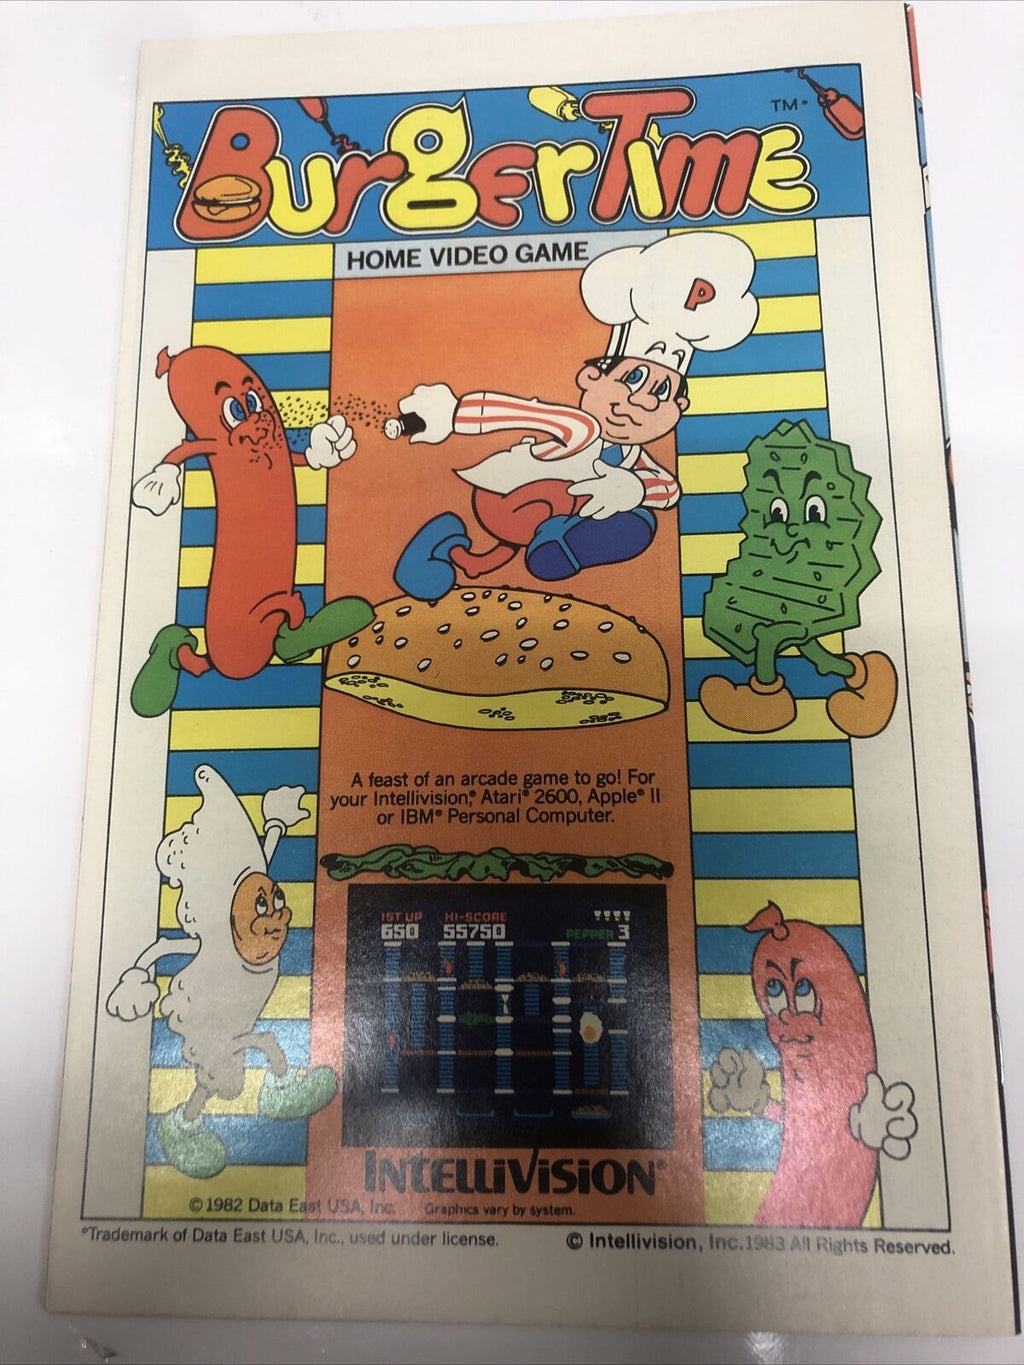 BurgerTime TM*
HOME VIDEO GAME
P
A feast of an arcade game to go! For
your Intellivision,® Atari® 2600, Apple® II
or IBM® Personal Computer.
1ST UP HI-SCORE
650 55750 PEPPER 3
INTELLIVISION®
© 1982 Data East USA, Inc. Graphics vary by system.
*Trademark of Data East USA, Inc., used under license. © Intellivision, Inc. 1983 All Rights Reserved.